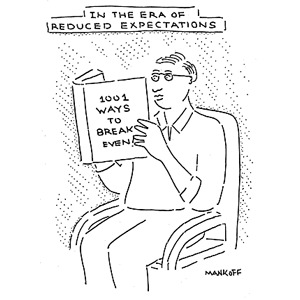 IN THE ERA OF
REDUCED EXPECTATIONS
1001
WAYS
TO
BREAK
EVEN
MANKOFF